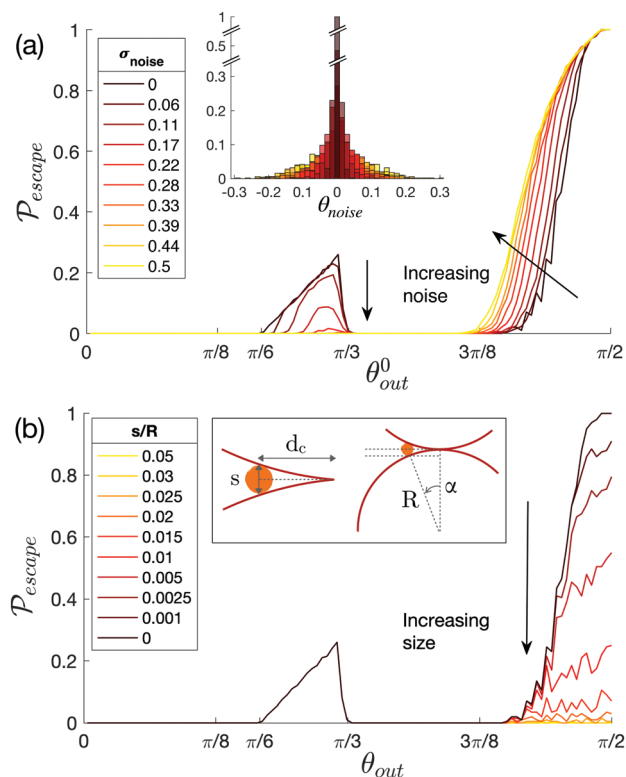 (a)
σnoise
0
0.06
0.11
0.17
0.22
0.28
0.33
0.39
0.44
0.5
1
0.5
0.3
0.2
0.1
0
-0.3 -0.2 -0.1 0 0.1 0.2 0.3
θnoise
1
0.8
0.6
0.4
0.2
0
Pescape
Increasing
noise
0 π/8 π/6 π/3 3π/8 π/2
θ⁰out
(b)
s/R
0.05
0.03
0.025
0.02
0.015
0.01
0.005
0.0025
0.001
0
dc
s
R
α
1
0.8
0.6
0.4
0.2
0
Pescape
Increasing
size
0 π/8 π/6 π/3 3π/8 π/2
θout